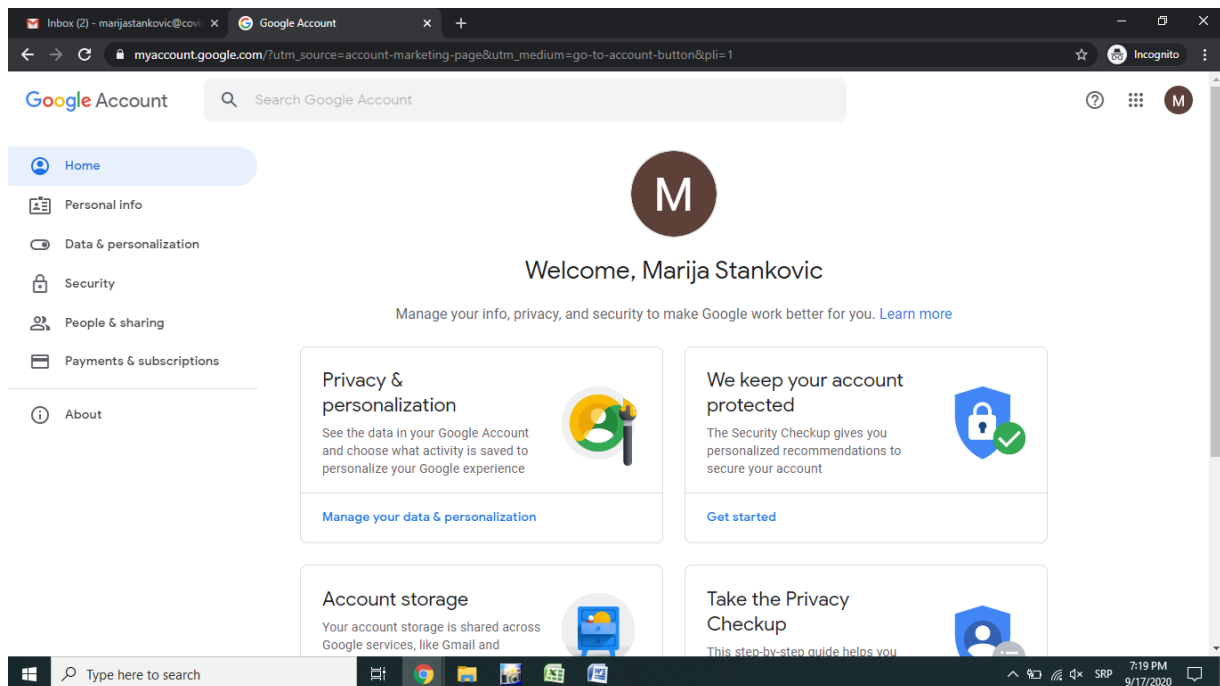 Inbox (2) - marijastankovic@covi
Google Account
myaccount.google.com/?utm_source=account-marketing-page&utm_medium=go-to-account-button&pli=1
Incognito
Google Account
Search Google Account
M
Home
Personal info
Data & personalization
Security
People & sharing
Payments & subscriptions
About
M
Welcome, Marija Stankovic
Manage your info, privacy, and security to make Google work better for you. Learn more
Privacy &
personalization
See the data in your Google Account
and choose what activity is saved to
personalize your Google experience
Manage your data & personalization
We keep your account
protected
The Security Checkup gives you
personalized recommendations to
secure your account
Get started
Account storage
Your account storage is shared across
Google services, like Gmail and
Take the Privacy
Checkup
This step-by-step guide helps you
Type here to search
SRP
7:19 PM
9/17/2020